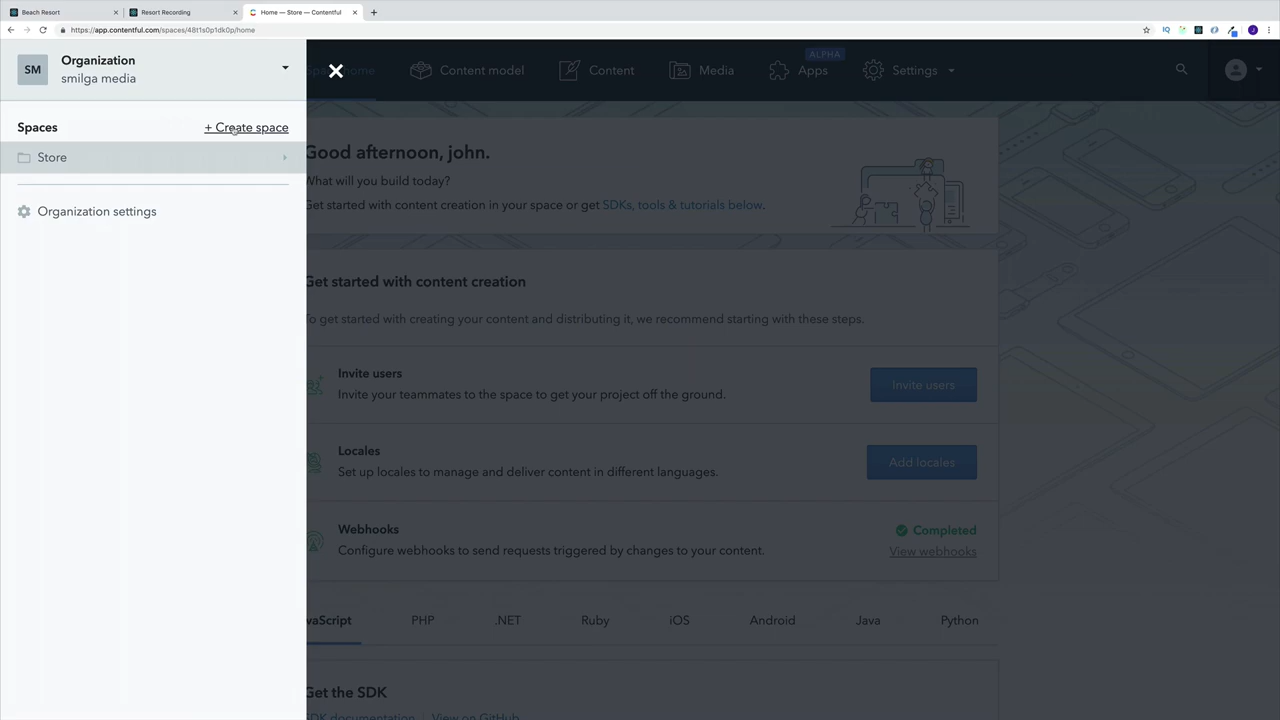 Beach Resort
Resort Recording
Home — Store — Contentful
https://app.contentful.com/spaces/48t1s0p1dk0p/home
SM
Organization
smilga media
home
Content model
Content
Media
ALPHA
Apps
Settings
Spaces
+ Create space
Store
Organization settings
Good afternoon, john.
What will you build today?
Get started with content creation in your space or get SDKs, tools & tutorials below.
Get started with content creation
To get started with creating your content and distributing it, we recommend starting with these steps.
Invite users
Invite your teammates to the space to get your project off the ground.
Invite users
Locales
Set up locales to manage and deliver content in different languages.
Add locales
Webhooks
Configure webhooks to send requests triggered by changes to your content.
Completed
View webhooks
vaScript
PHP
.NET
Ruby
iOS
Android
Java
Python
Get the SDK
SDK documentation
View on GitHub